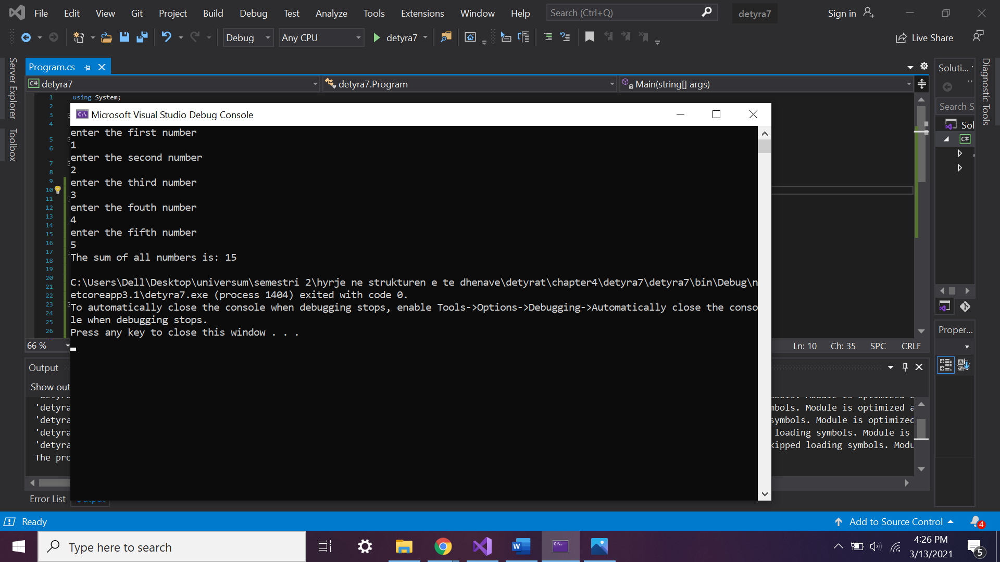 File Edit View Git Project Build Debug Test Analyze Tools Extensions Window Help Search (Ctrl+Q) detyra7 Sign in
Debug Any CPU detyra7 Live Share
Program.cs
detyra7 detyra7.Program Main(string[] args)
Server Explorer
Toolbox
Diagnostic Tools
Soluti...
Search S
Sol
C#
1 using System;
2
3
4
5
6
7
8
9
10
11
12
13
14
15
16
17
18
19
20
21
22
23
24
25
26
Microsoft Visual Studio Debug Console
enter the first number
1
enter the second number
2
enter the third number
3
enter the fouth number
4
enter the fifth number
5
The sum of all numbers is: 15
C:\Users\Dell\Desktop\universum\semestri 2\hyrje ne strukturen e te dhenave\detyrat\chapter4\detyra7\detyra7\bin\Debug\n
etcoreapp3.1\detyra7.exe (process 1404) exited with code 0.
To automatically close the console when debugging stops, enable Tools->Options->Debugging->Automatically close the conso
le when debugging stops.
Press any key to close this window . . .
66 % Ln: 10 Ch: 35 SPC CRLF
Proper...
Output
Show out
'detyra mbols. Module is optimized a
'detyra symbols. Module is optimized
'detyra loading symbols. Module is
'detyra kipped loading symbols. Modu
The pro
Error List Output
Ready Add to Source Control 4
Type here to search
4:26 PM
3/13/2021
5